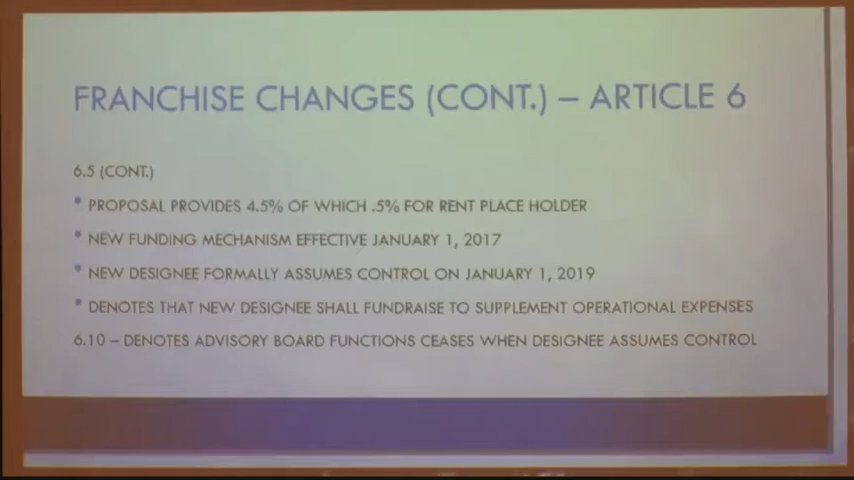 FRANCHISE CHANGES (CONT.) – ARTICLE 6
6.5 (CONT.)
• PROPOSAL PROVIDES 4.5% OF WHICH .5% FOR RENT PLACE HOLDER
• NEW FUNDING MECHANISM EFFECTIVE JANUARY 1, 2017
• NEW DESIGNEE FORMALLY ASSUMES CONTROL ON JANUARY 1, 2019
• DENOTES THAT NEW DESIGNEE SHALL FUNDRAISE TO SUPPLEMENT OPERATIONAL EXPENSES
6.10 – DENOTES ADVISORY BOARD FUNCTIONS CEASES WHEN DESIGNEE ASSUMES CONTROL